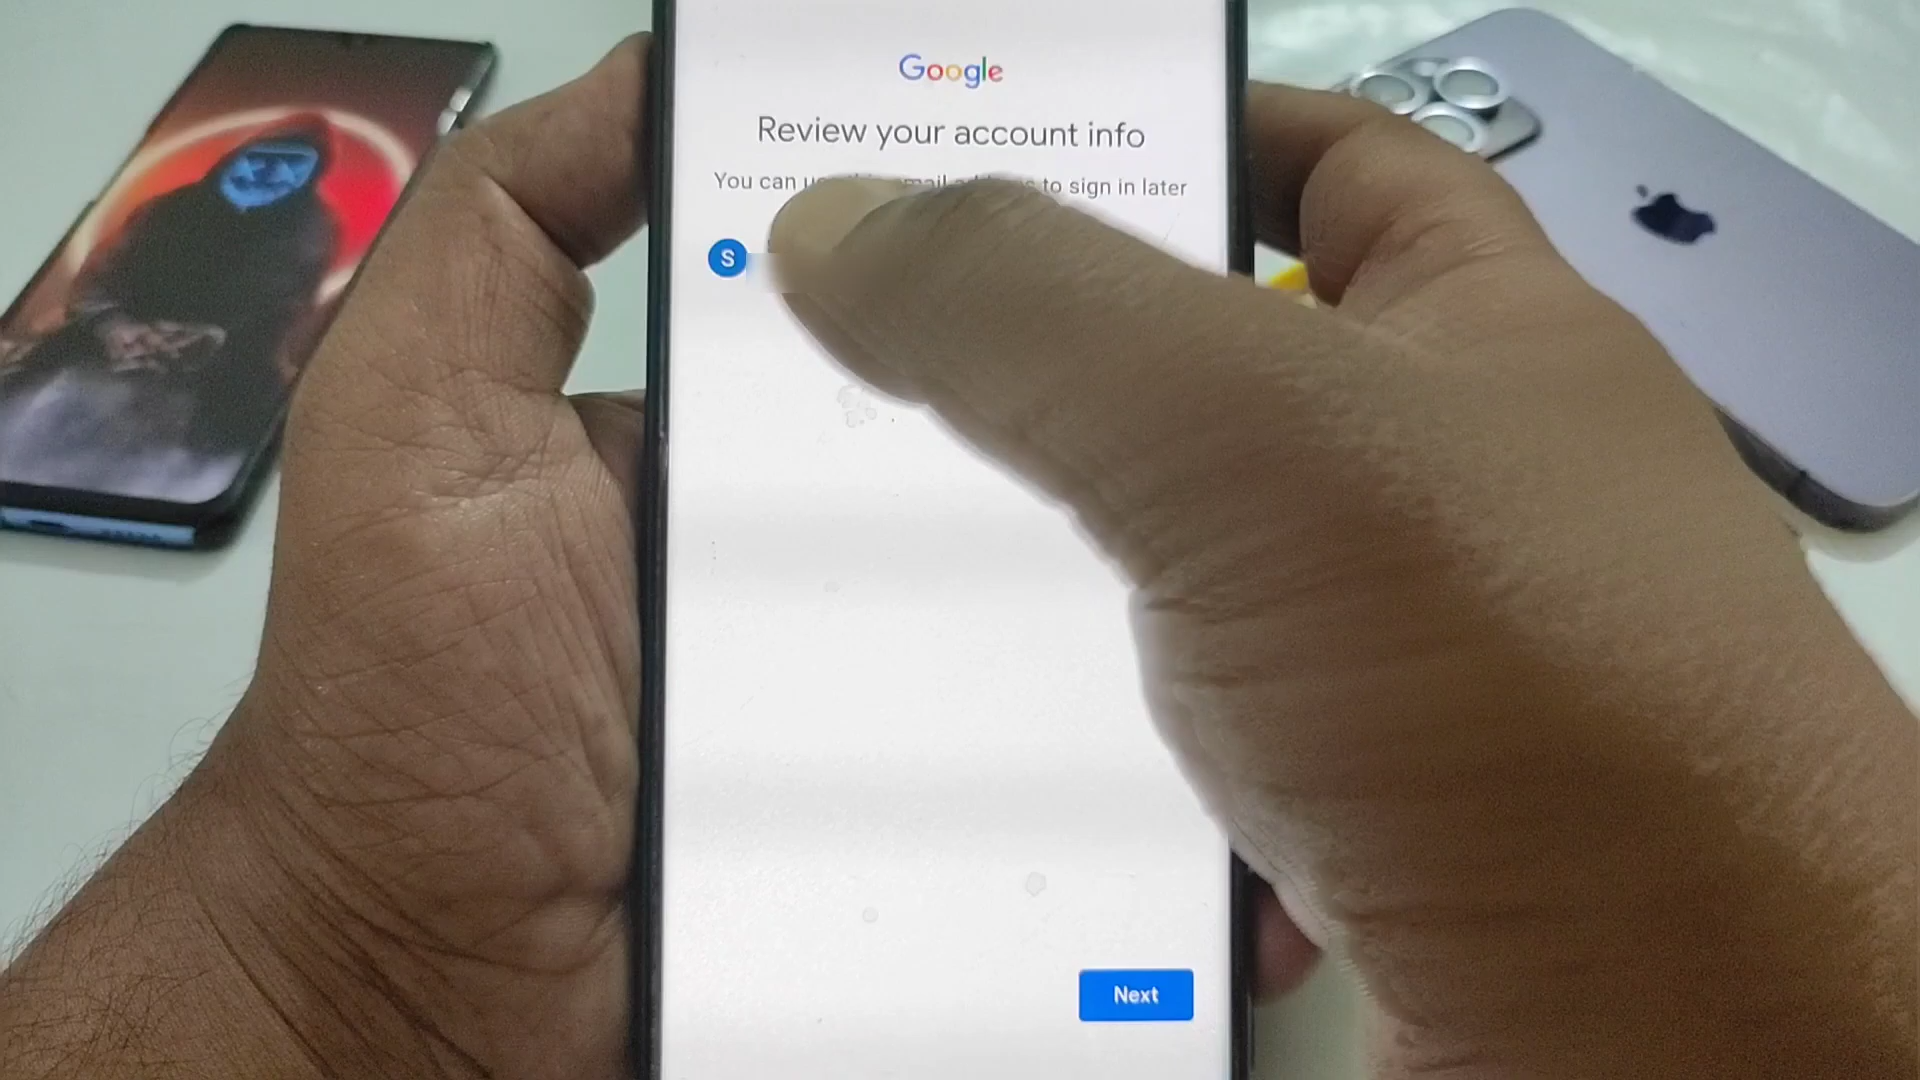 Google
Review your account info
You can to sign in later
S
Next